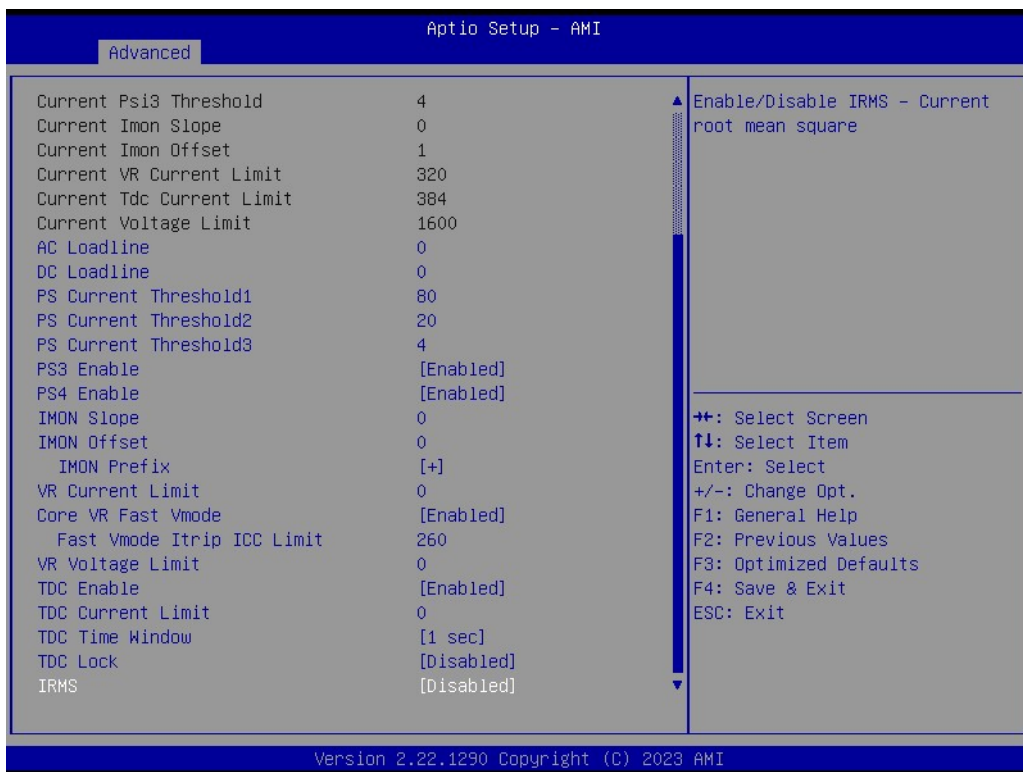 Aptio Setup – AMI
Advanced
Current Psi3 Threshold 4
Current Imon Slope 0
Current Imon Offset 1
Current VR Current Limit 320
Current Tdc Current Limit 384
Current Voltage Limit 1600
AC Loadline 0
DC Loadline 0
PS Current Threshold1 80
PS Current Threshold2 20
PS Current Threshold3 4
PS3 Enable [Enabled]
PS4 Enable [Enabled]
IMON Slope 0
IMON Offset 0
IMON Prefix [+]
VR Current Limit 0
Core VR Fast Vmode [Enabled]
Fast Vmode Itrip ICC Limit 260
VR Voltage Limit 0
TDC Enable [Enabled]
TDC Current Limit 0
TDC Time Window [1 sec]
TDC Lock [Disabled]
IRMS [Disabled]
Enable/Disable IRMS – Current
root mean square
→←: Select Screen
↑↓: Select Item
Enter: Select
+/-: Change Opt.
F1: General Help
F2: Previous Values
F3: Optimized Defaults
F4: Save & Exit
ESC: Exit
Version 2.22.1290 Copyright (C) 2023 AMI